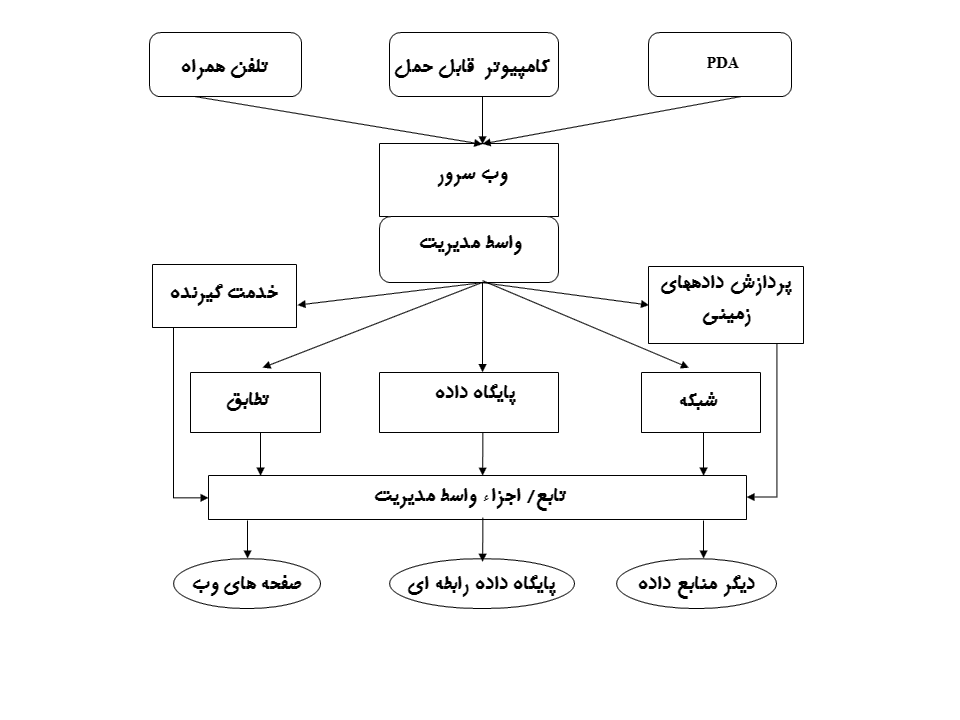 تلفن همراه
کامپیوتر قابل حمل
PDA
وب سرور
واسط مدیریت
خدمت گیرنده
پردازش دادههای
زمینی
تطابق
پایگاه داده
شبکه
تابع/ اجزاء واسط مدیریت
صفحه های وب
پایگاه داده رابطه ای
دیگر منابع داده